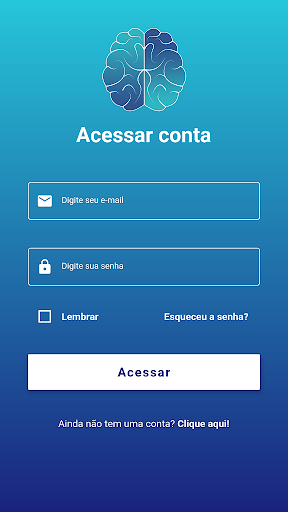 Acessar conta
Digite seu e-mail
Digite sua senha
Lembrar Esqueceu a senha?
Acessar
Ainda não tem uma conta? Clique aqui!